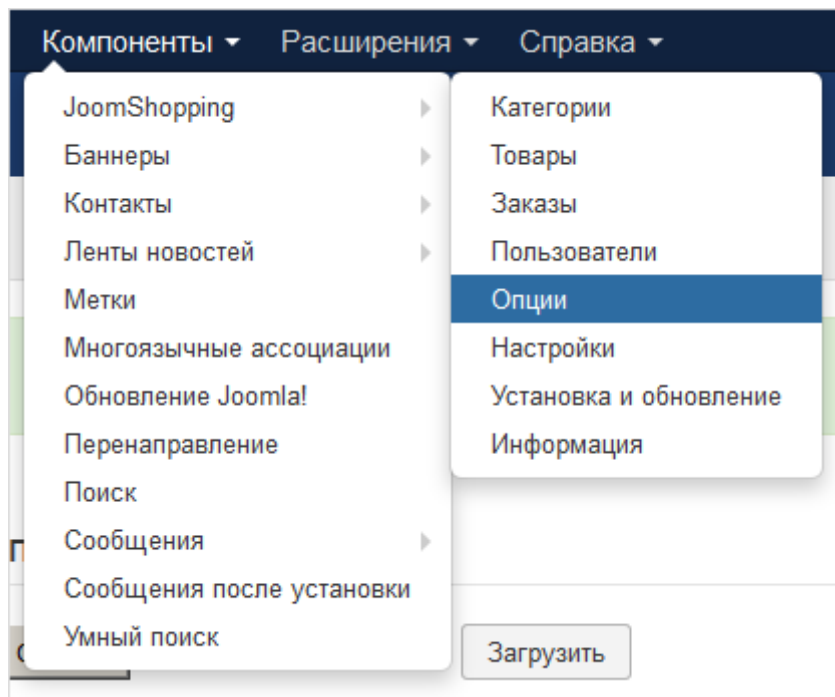 Компоненты Расширения Справка
JoomShopping
Баннеры
Контакты
Ленты новостей
Метки
Многоязычные ассоциации
Обновление Joomla!
Перенаправление
Поиск
Сообщения
Сообщения после установки
Умный поиск
Категории
Товары
Заказы
Пользователи
Опции
Настройки
Установка и обновление
Информация
Загрузить